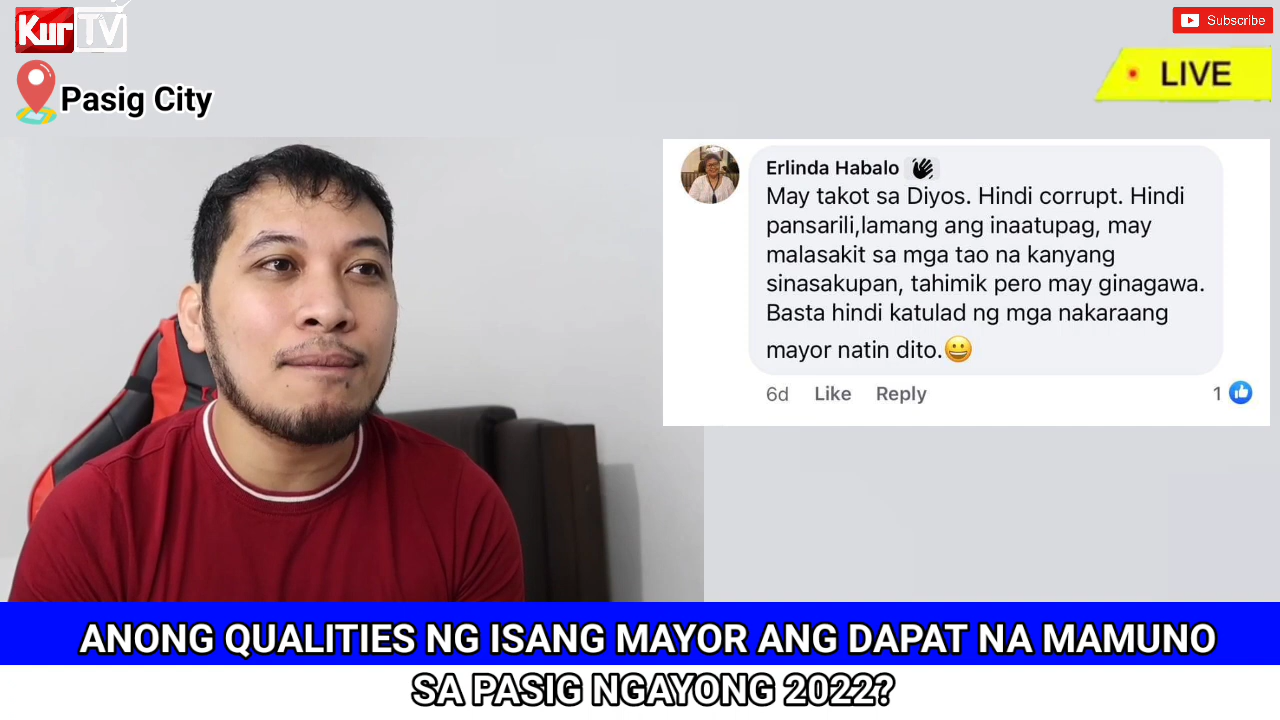 KurTV
Subscribe
Pasig City
LIVE
Erlinda Habalo
May takot sa Diyos. Hindi corrupt. Hindi
pansarili,lamang ang inaatupag, may
malasakit sa mga tao na kanyang
sinasakupan, tahimik pero may ginagawa.
Basta hindi katulad ng mga nakaraang
mayor natin dito.😀
6d Like Reply 1
ANONG QUALITIES NG ISANG MAYOR ANG DAPAT NA MAMUNO
SA PASIG NGAYONG 2022?